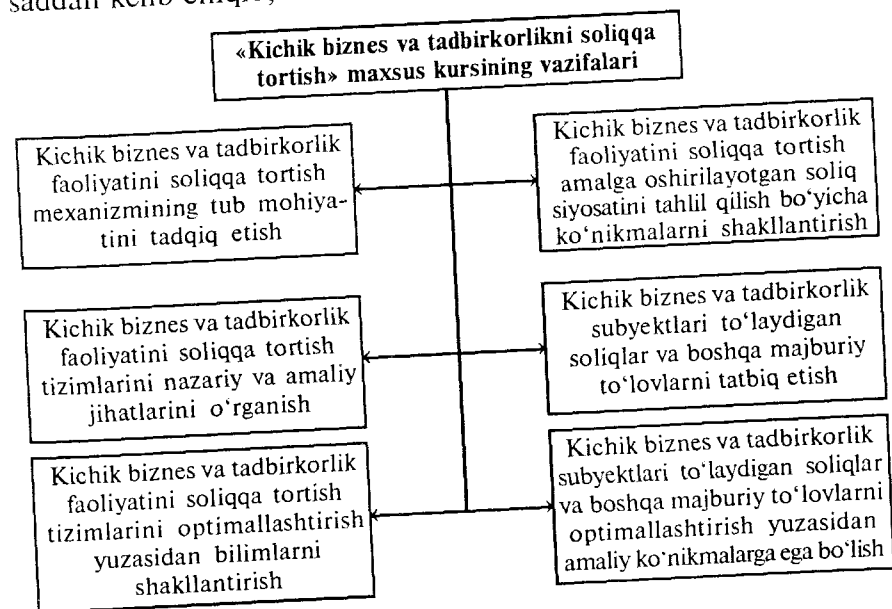 saddan kelib chiqib,
«Kichik biznes va tadbirkorlikni soliqqa
tortish» maxsus kursining vazifalari
Kichik biznes va tadbirkorlik
faoliyatini soliqqa tortish
mexanizmining tub mohiya-
tini tadqiq etish
Kichik biznes va tadbirkorlik
faoliyatini soliqqa tortish
amalga oshirilayotgan soliq
siyosatini tahlil qilish bo‘yicha
ko‘nikmalarni shakllantirish
Kichik biznes va tadbirkorlik
faoliyatini soliqqa tortish
tizimlarini nazariy va amaliy
jihatlarini o‘rganish
Kichik biznes va tadbirkorlik
subyektlari to‘laydigan
soliqlar va boshqa majburiy
to‘lovlarni tatbiq etish
Kichik biznes va tadbirkorlik
faoliyatini soliqqa tortish
tizimlarini optimallashtirish
yuzasidan bilimlarni
shakllantirish
Kichik biznes va tadbirkorlik
subyektlari to‘laydigan soliqlar
va boshqa majburiy to‘lovlarni
optimallashtirish yuzasidan
amaliy ko‘nikmalarga ega bo‘lish